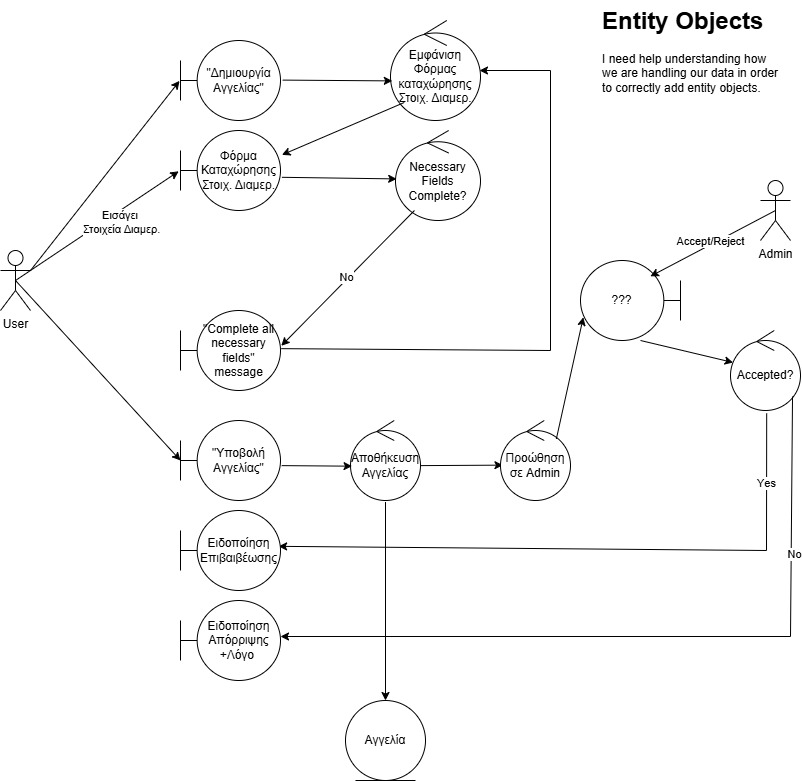 Entity Objects
I need help understanding how
we are handling our data in order
to correctly add entity objects.
"Δημιουργία
Αγγελίας"
Εμφάνιση
Φόρμας
καταχώρησης
Στοιχ. Διαμερ.
Φόρμα
Καταχώρησης
Στοιχ. Διαμερ.
Necessary
Fields
Complete?
Εισάγει
Στοιχεία Διαμερ.
User
No
"Complete all
necessary
fields"
message
Admin
Accept/Reject
???
Accepted?
"Υποβολή
Αγγελίας"
Αποθήκευση
Αγγελίας
Προώθηση
σε Admin
Yes
No
Ειδοποίηση
Επιβαιβέωσης
Ειδοποίηση
Απόρριψης
+Λόγο
Αγγελία